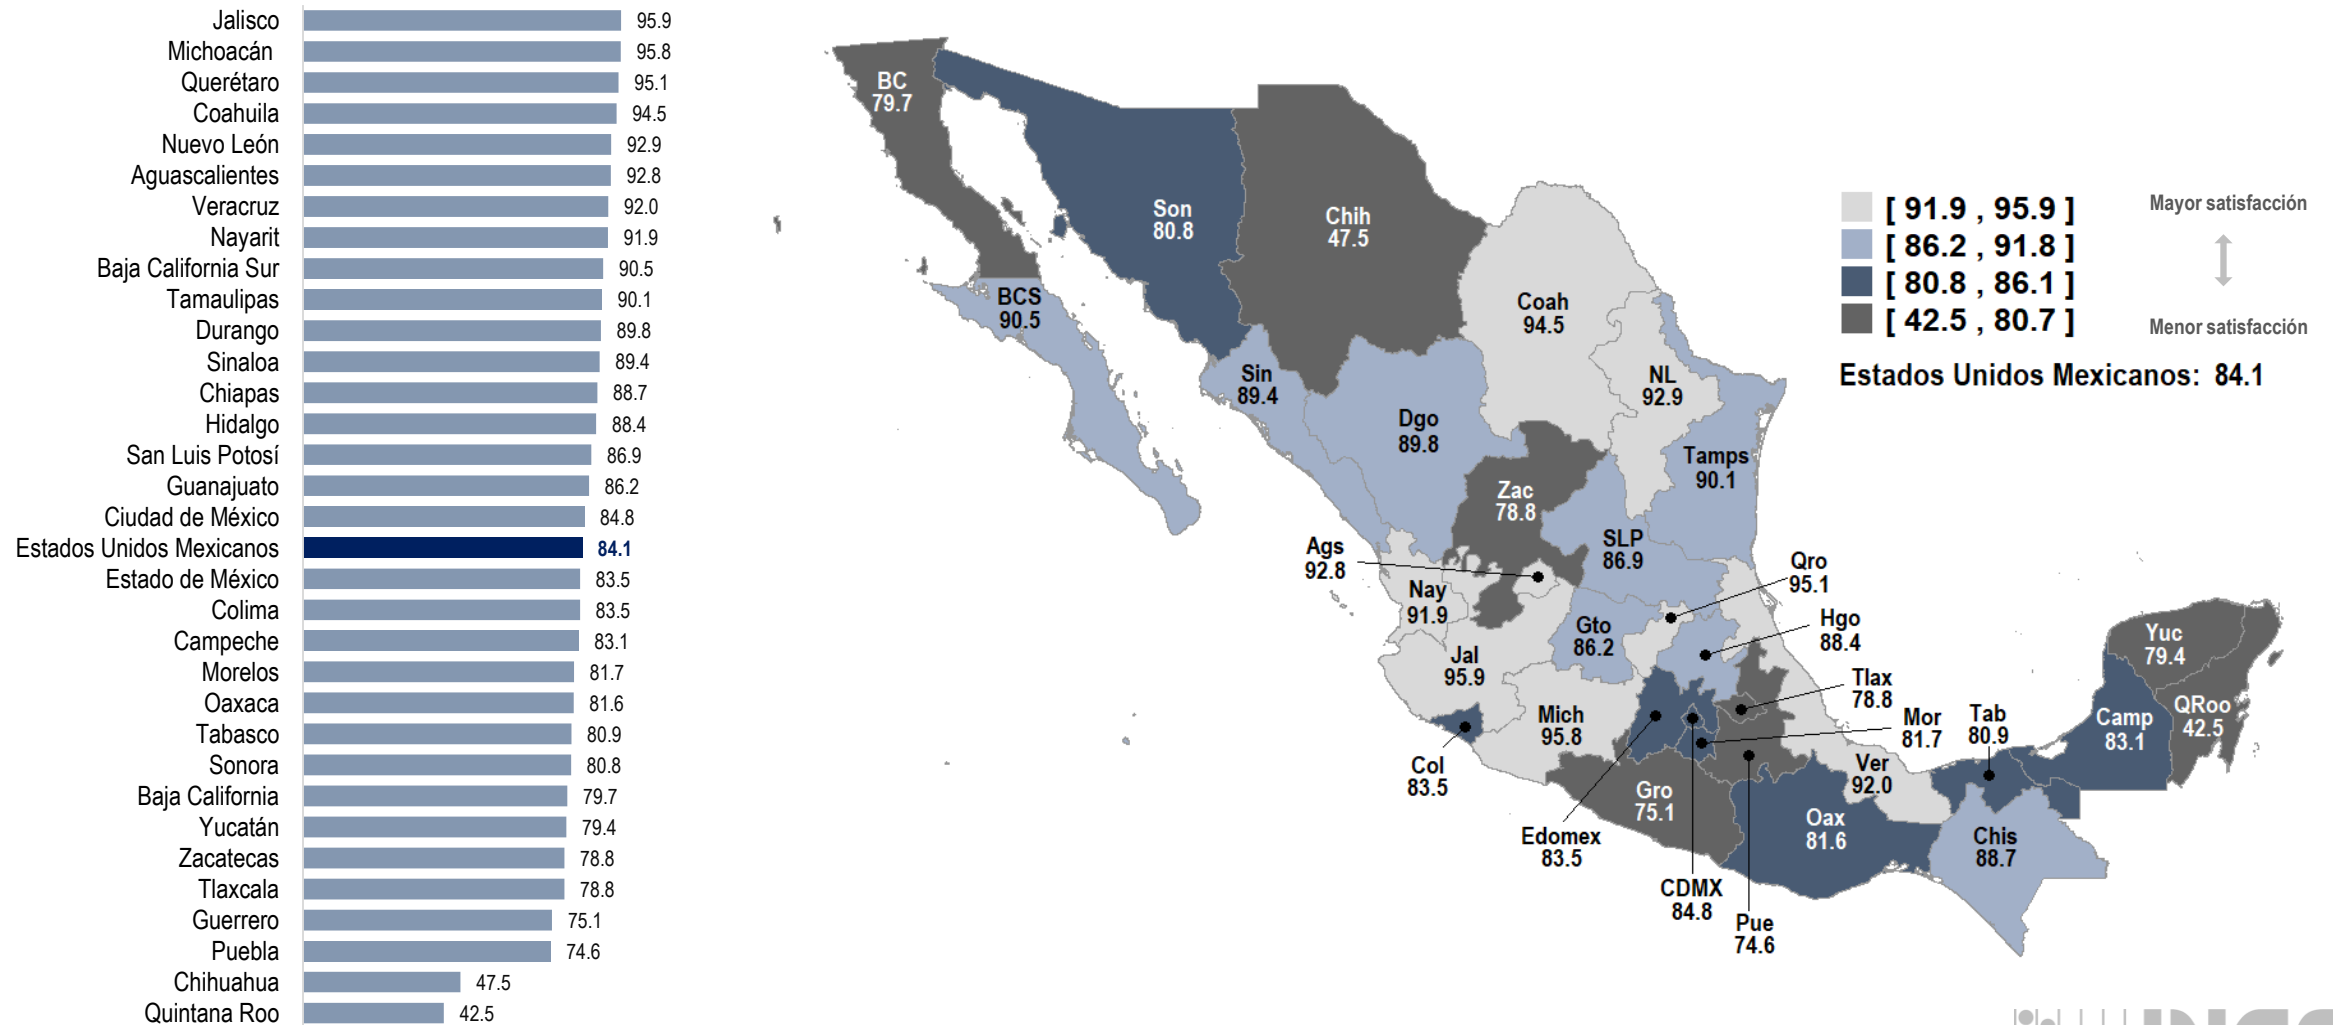 Jalisco 95.9
Michoacán 95.8
Querétaro 95.1
Coahuila 94.5
Nuevo León 92.9
Aguascalientes 92.8
Veracruz 92.0
Nayarit 91.9
Baja California Sur 90.5
Tamaulipas 90.1
Durango 89.8
Sinaloa 89.4
Chiapas 88.7
Hidalgo 88.4
San Luis Potosí 86.9
Guanajuato 86.2
Ciudad de México 84.8
Estados Unidos Mexicanos 84.1
Estado de México 83.5
Colima 83.5
Campeche 83.1
Morelos 81.7
Oaxaca 81.6
Tabasco 80.9
Sonora 80.8
Baja California 79.7
Yucatán 79.4
Zacatecas 78.8
Tlaxcala 78.8
Guerrero 75.1
Puebla 74.6
Chihuahua 47.5
Quintana Roo 42.5
BC
79.7
Son
80.8
Chih
47.5
BCS
90.5
Coah
94.5
Sin
89.4
NL
92.9
Dgo
89.8
Tamps
90.1
Zac
78.8
SLP
86.9
Ags
92.8
Nay
91.9
Qro
95.1
Gto
86.2
Hgo
88.4
Jal
95.9
Tlax
78.8
Mich
95.8
Mor
81.7
Tab
80.9
Col
83.5
Ver
92.0
Gro
75.1
Edomex
83.5
Oax
81.6
Chis
88.7
CDMX
84.8
Pue
74.6
Yuc
79.4
QRoo
42.5
Camp
83.1
[ 91.9 , 95.9 ] Mayor satisfacción
[ 86.2 , 91.8 ]
[ 80.8 , 86.1 ]
[ 42.5 , 80.7 ] Menor satisfacción
Estados Unidos Mexicanos: 84.1